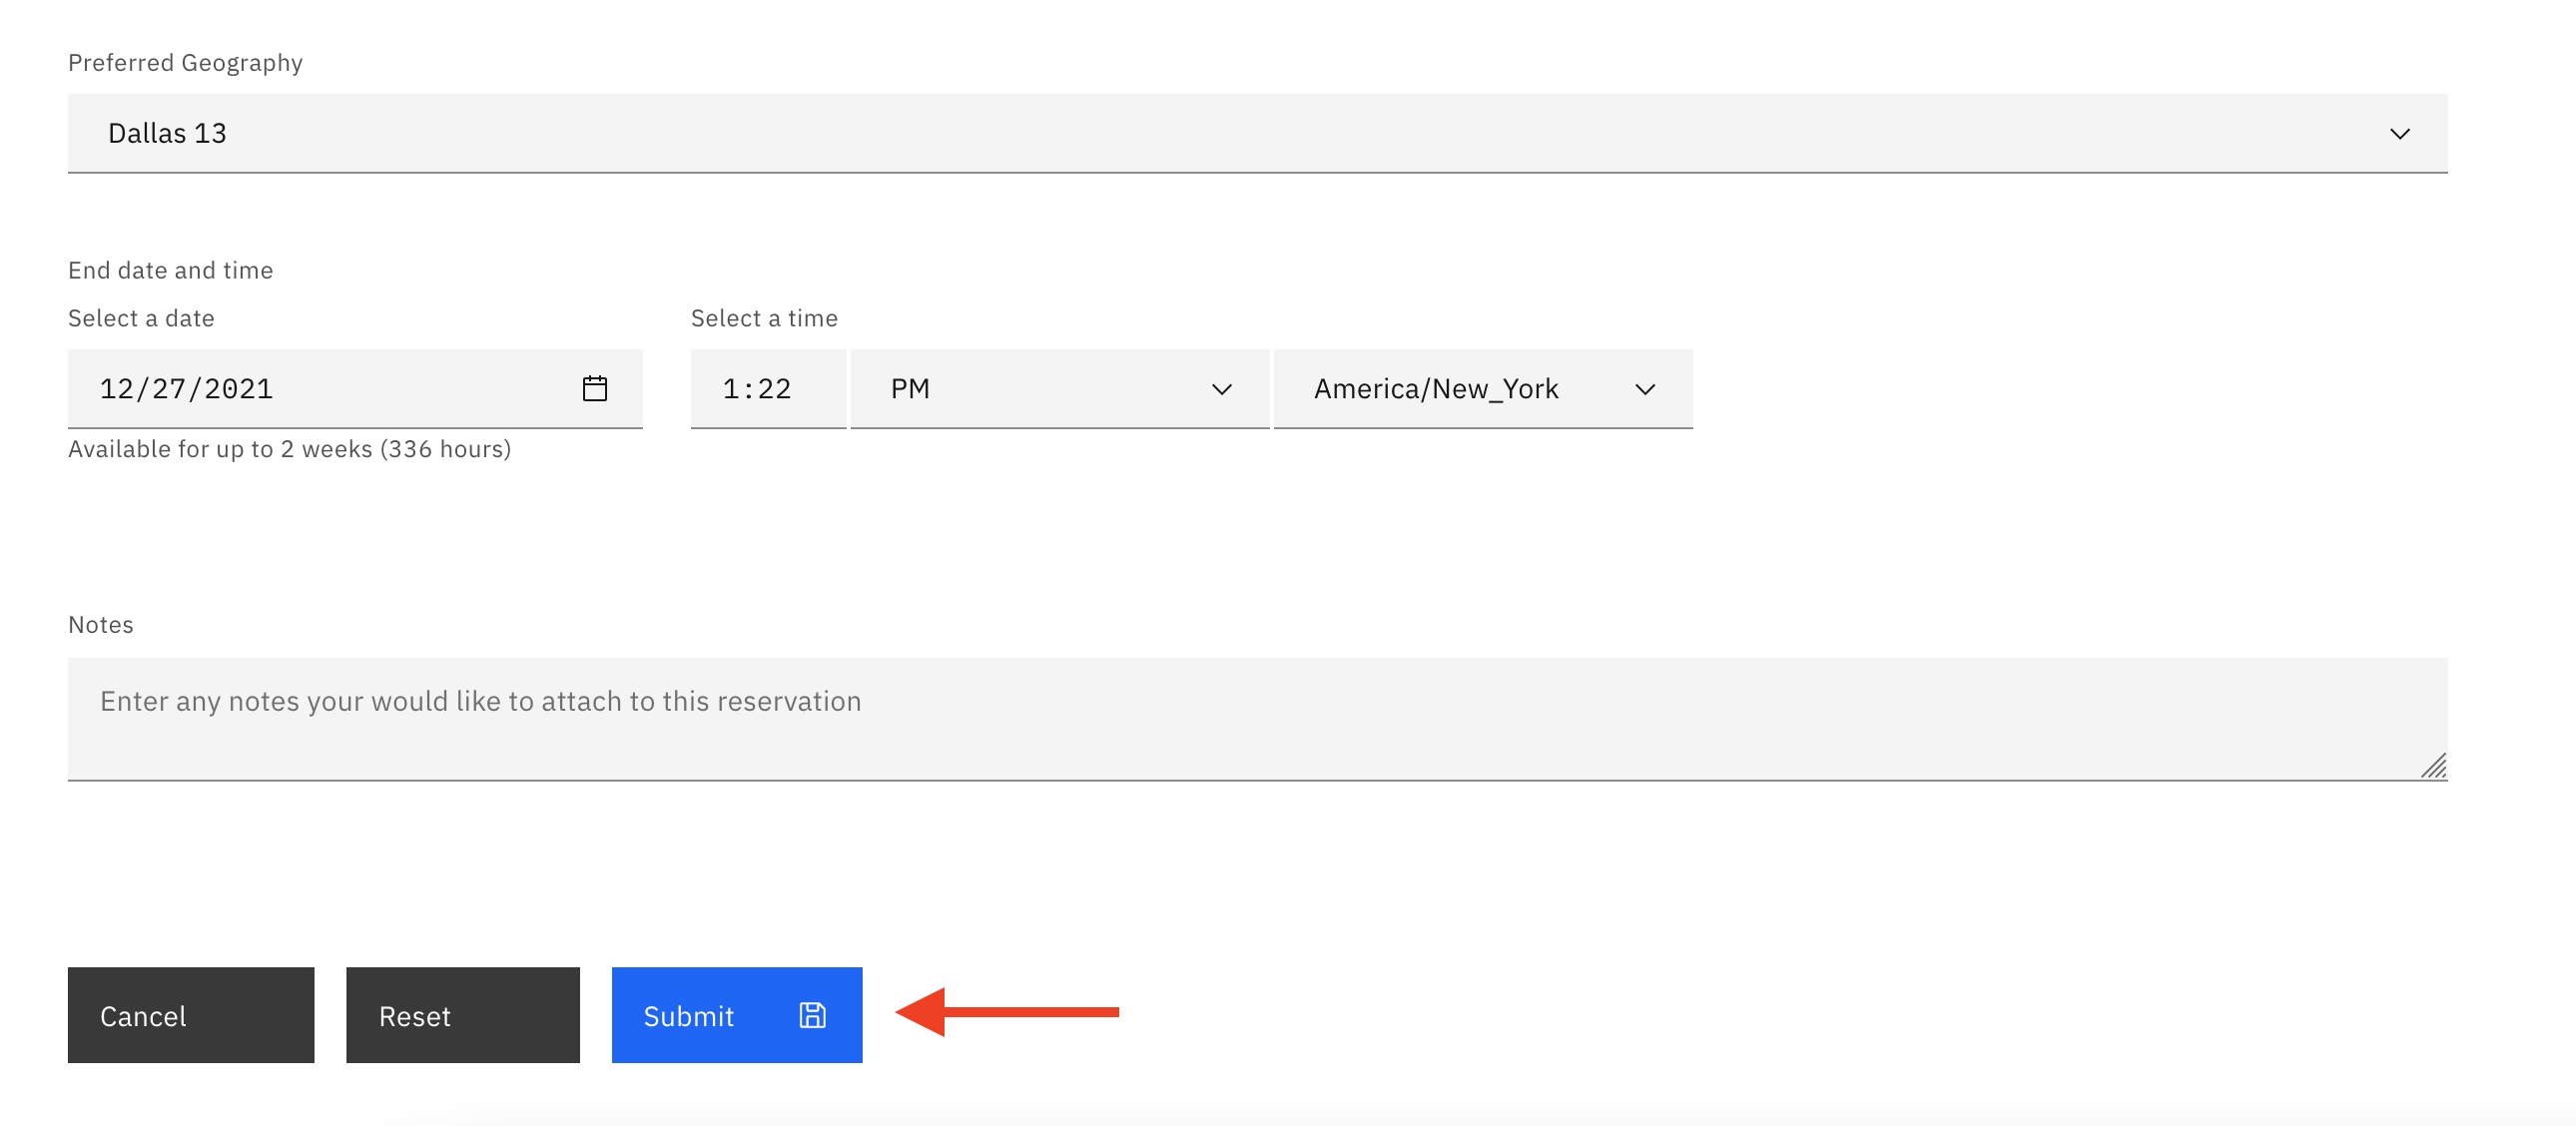 Preferred Geography
Dallas 13
End date and time
Select a date
Select a time
12/27/2021
1:22
PM
America/New_York
Available for up to 2 weeks (336 hours)
Notes
Enter any notes your would like to attach to this reservation
Cancel
Reset
Submit